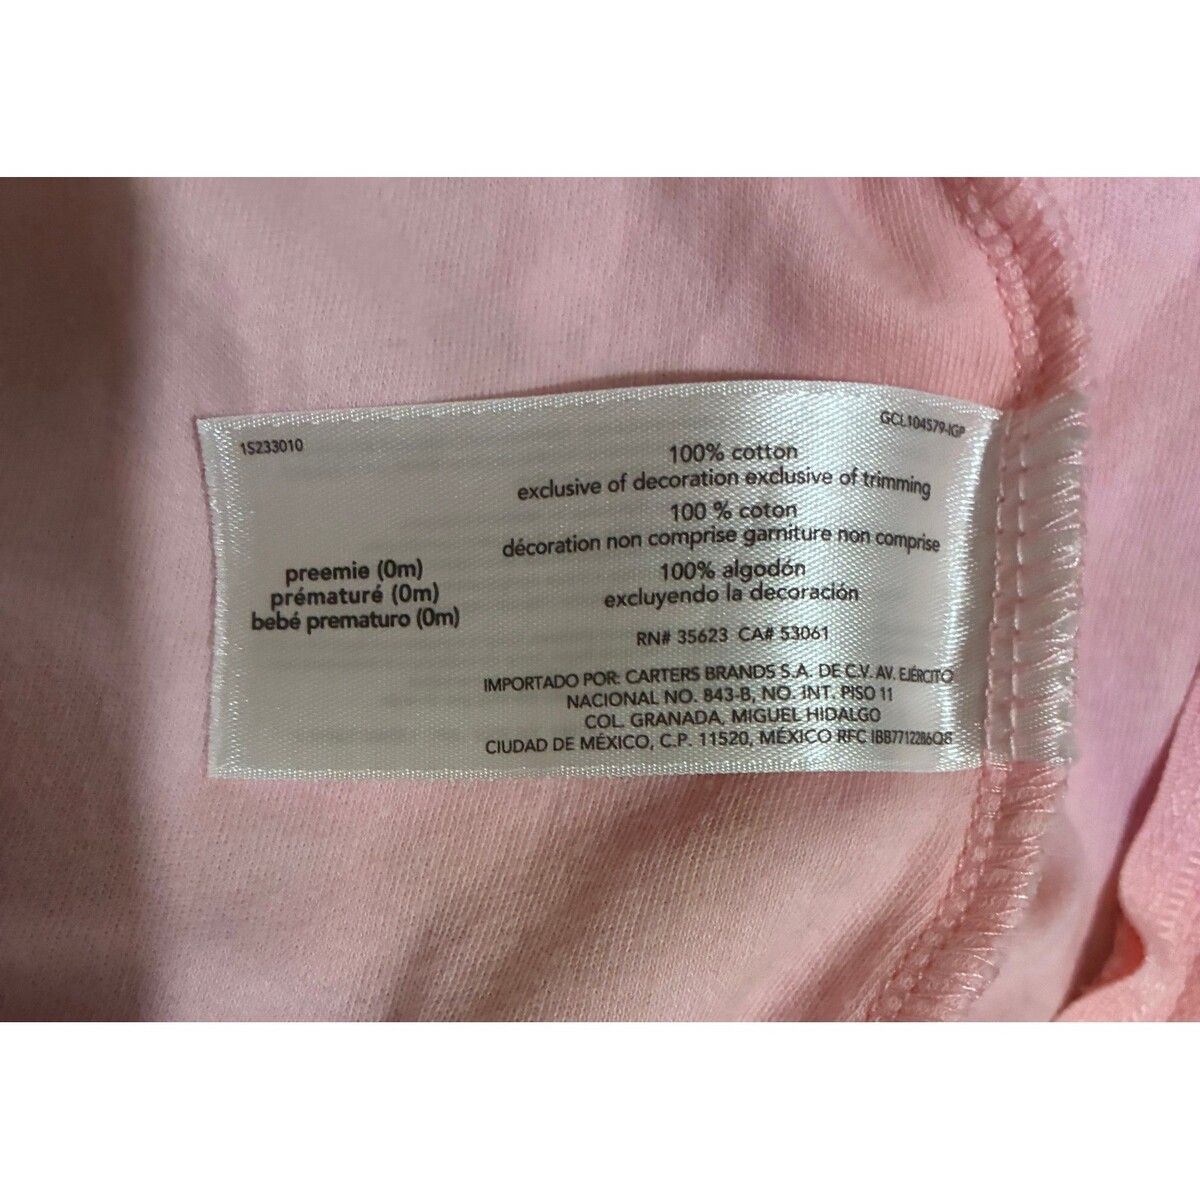 1S233010
GCL104579-IGP
100% cotton
exclusive of decoration exclusive of trimming
100 % coton
décoration non comprise garniture non comprise
100% algodón
excluyendo la decoración
preemie (0m)
prématuré (0m)
bebé prematuro (0m)
RN# 35623 CA# 53061
IMPORTADO POR: CARTERS BRANDS S.A. DE C.V. AV. EJÉRCITO
NACIONAL NO. 843-B, NO. INT. PISO 11
COL. GRANADA, MIGUEL HIDALGO
CIUDAD DE MÉXICO, C.P. 11520, MÉXICO RFC IBB7712286Q8